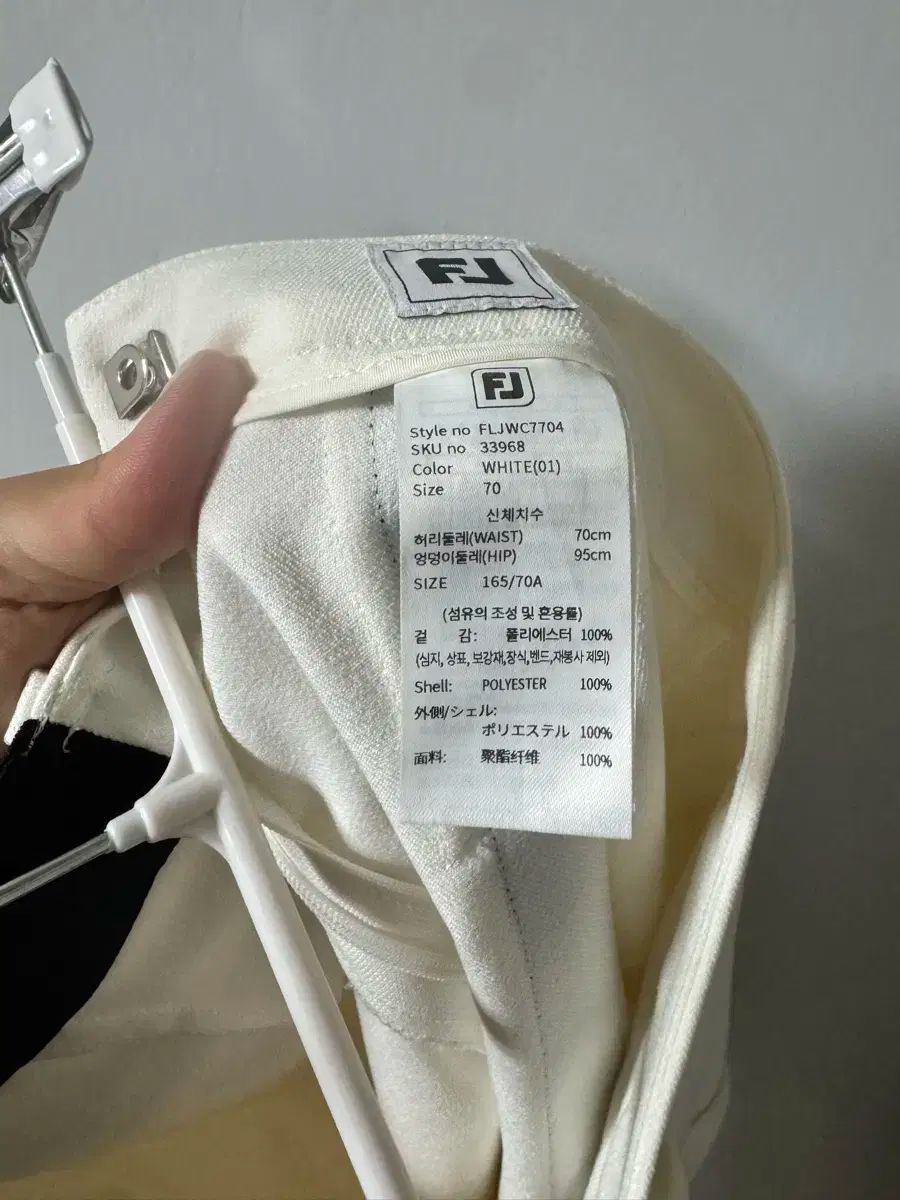 FJ
FJ
Style no FLJWC7704
SKU no 33968
Color WHITE(01)
Size 70
신체치수
허리둘레(WAIST) 70cm
엉덩이둘레(HIP) 95cm
SIZE 165/70A
(섬유의 조성 및 혼용률)
겉 감: 폴리에스터 100%
(심지, 상표, 보강재,장식,밴드,재봉사 제외)
Shell: POLYESTER 100%
外側/シェル:
ポリエステル 100%
面料: 聚酯纤维 100%